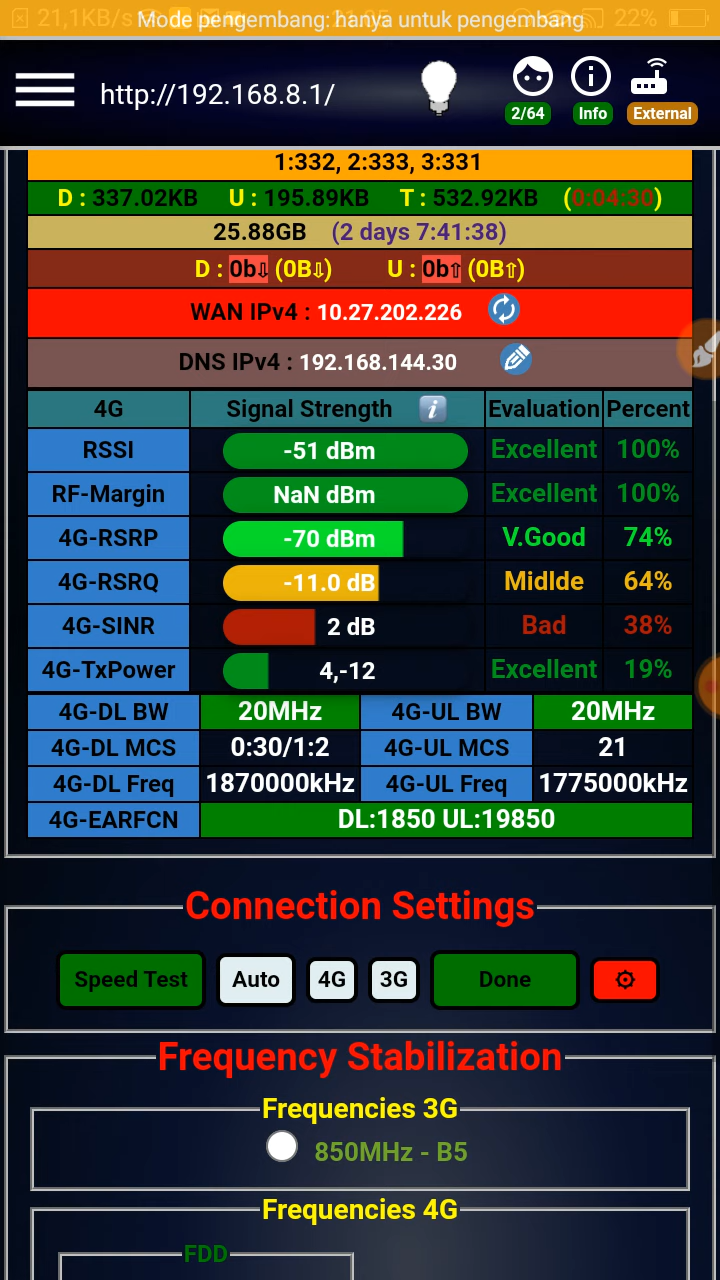 21,1KB/s Mode pengembang: hanya untuk pengembang 22%
http://192.168.8.1/
2/64 Info External
1:332, 2:333, 3:331
D : 337.02KB U : 195.89KB T : 532.92KB (0:04:30)
25.88GB (2 days 7:41:38)
D : 0b⇩ (0B⇩) U : 0b⇧ (0B⇧)
WAN IPv4 : 10.27.202.226
DNS IPv4 : 192.168.144.30
4G Signal Strength i Evaluation Percent
RSSI -51 dBm Excellent 100%
RF-Margin NaN dBm Excellent 100%
4G-RSRP -70 dBm V.Good 74%
4G-RSRQ -11.0 dB Midlde 64%
4G-SINR 2 dB Bad 38%
4G-TxPower 4,-12 Excellent 19%
4G-DL BW 20MHz 4G-UL BW 20MHz
4G-DL MCS 0:30/1:2 4G-UL MCS 21
4G-DL Freq 1870000kHz 4G-UL Freq 1775000kHz
4G-EARFCN DL:1850 UL:19850
Connection Settings
Speed Test Auto 4G 3G Done
Frequency Stabilization
Frequencies 3G
850MHz - B5
Frequencies 4G
FDD